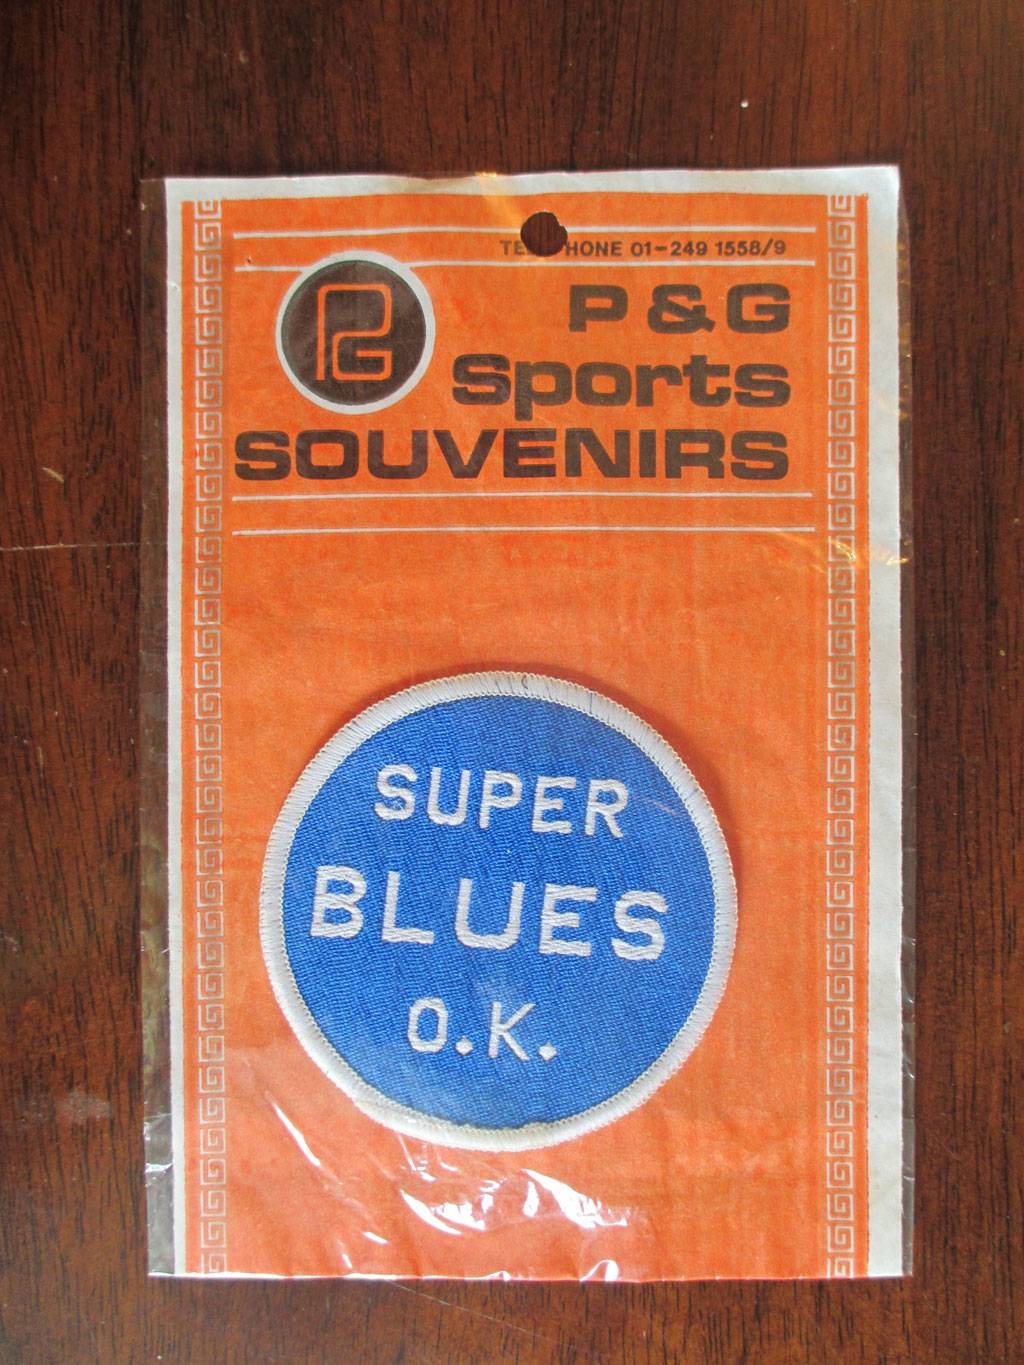 TELEPHONE 01-249 1558/9
PG
P & G
Sports
SOUVENIRS
SUPER
BLUES
O.K.